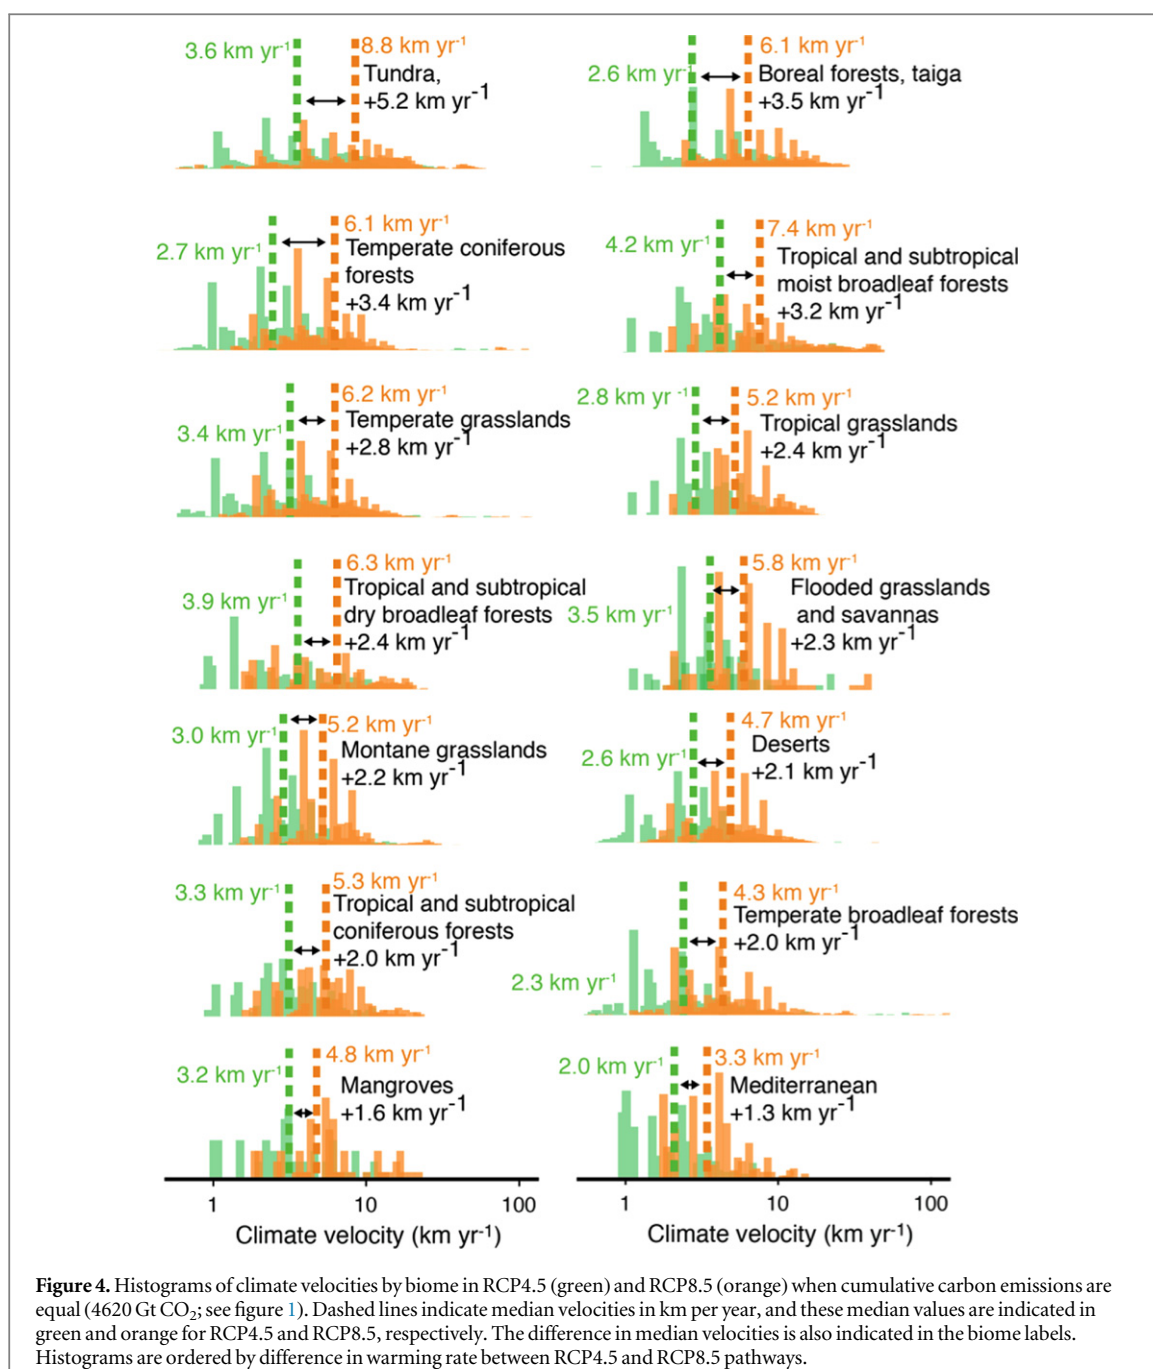 3.6 km yr-1
8.8 km yr-1
Tundra,
+5.2 km yr-1
2.6 km yr-1
6.1 km yr-1
Boreal forests, taiga
+3.5 km yr-1
2.7 km yr-1
6.1 km yr-1
Temperate coniferous
forests
+3.4 km yr-1
4.2 km yr-1
7.4 km yr-1
Tropical and subtropical
moist broadleaf forests
+3.2 km yr-1
3.4 km yr-1
6.2 km yr-1
Temperate grasslands
+2.8 km yr-1
2.8 km yr -1
5.2 km yr-1
Tropical grasslands
+2.4 km yr-1
3.9 km yr-1
6.3 km yr-1
Tropical and subtropical
dry broadleaf forests
+2.4 km yr-1
3.5 km yr-1
5.8 km yr-1
Flooded grasslands
and savannas
+2.3 km yr-1
3.0 km yr-1
5.2 km yr-1
Montane grasslands
+2.2 km yr-1
2.6 km yr-1
4.7 km yr-1
Deserts
+2.1 km yr-1
3.3 km yr-1
5.3 km yr-1
Tropical and subtropical
coniferous forests
+2.0 km yr-1
2.3 km yr-1
4.3 km yr-1
Temperate broadleaf forests
+2.0 km yr-1
3.2 km yr-1
4.8 km yr-1
Mangroves
+1.6 km yr-1
2.0 km yr-1
3.3 km yr-1
Mediterranean
+1.3 km yr-1
1 10 100
Climate velocity (km yr-1)
1 10 100
Climate velocity (km yr-1)
Figure 4. Histograms of climate velocities by biome in RCP4.5 (green) and RCP8.5 (orange) when cumulative carbon emissions are
equal (4620 Gt CO2; see figure 1). Dashed lines indicate median velocities in km per year, and these median values are indicated in
green and orange for RCP4.5 and RCP8.5, respectively. The difference in median velocities is also indicated in the biome labels.
Histograms are ordered by difference in warming rate between RCP4.5 and RCP8.5 pathways.